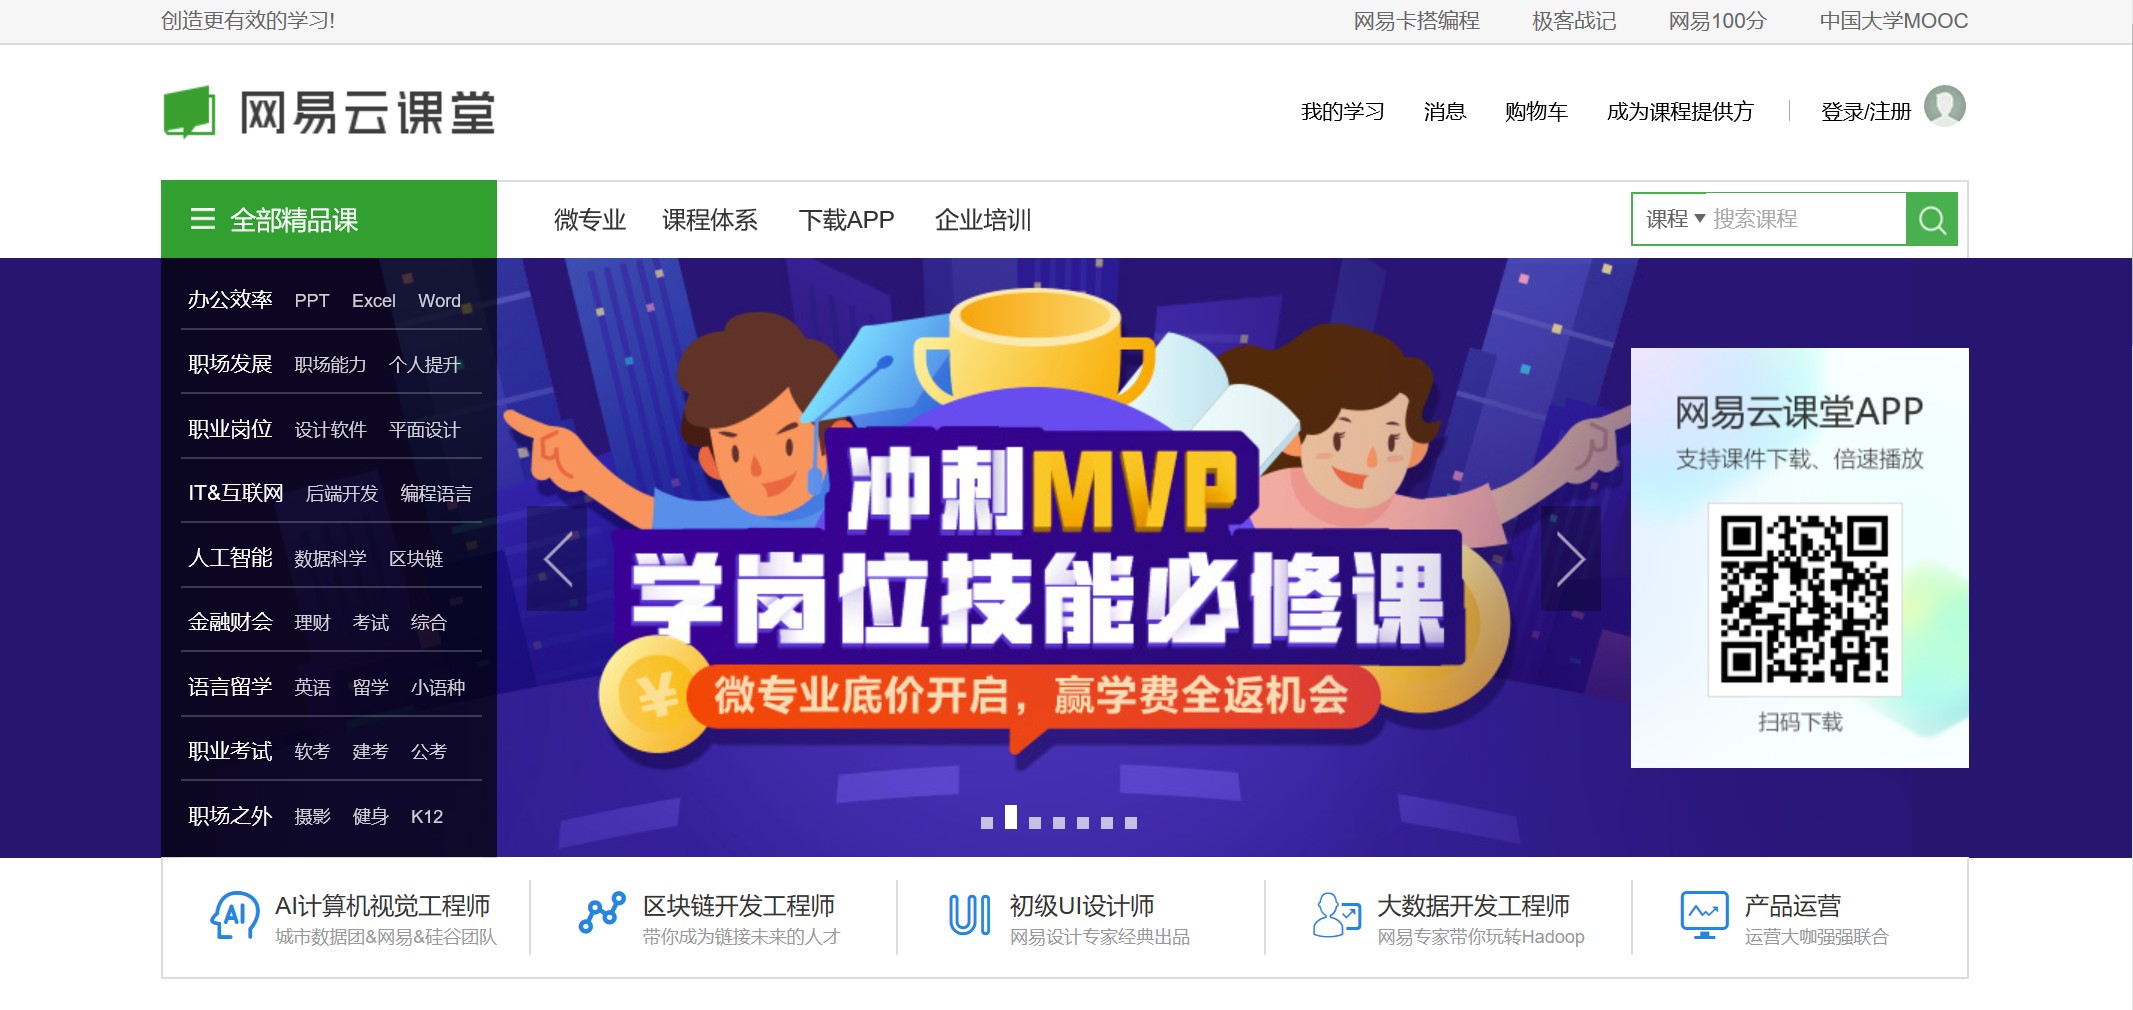 创造更有效的学习!
网易卡搭编程 极客战记 网易100分 中国大学MOOC
网易云课堂
我的学习 消息 购物车 成为课程提供方 登录/注册
全部精品课 微专业 课程体系 下载APP 企业培训 课程 搜索课程
办公效率 PPT Excel Word
职场发展 职场能力 个人提升
职业岗位 设计软件 平面设计
IT&互联网 后端开发 编程语言
人工智能 数据科学 区块链
金融财会 理财 考试 综合
语言留学 英语 留学 小语种
职业考试 软考 建考 公考
职场之外 摄影 健身 K12
冲刺MVP
学岗位技能必修课
¥
微专业底价开启，赢学费全返机会
网易云课堂APP
支持课件下载、倍速播放
扫码下载
AI
AI计算机视觉工程师
城市数据团&网易&硅谷团队
区块链开发工程师
带你成为链接未来的人才
UI
初级UI设计师
网易设计专家经典出品
大数据开发工程师
网易专家带你玩转Hadoop
产品运营
运营大咖强强联合